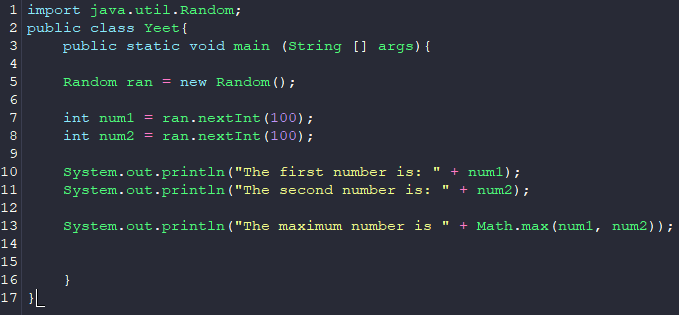 1 import java.util.Random;
2 public class Yeet{
3     public static void main (String [] args){
4
5     Random ran = new Random();
6
7     int num1 = ran.nextInt(100);
8     int num2 = ran.nextInt(100);
9
10     System.out.println("The first number is: " + num1);
11     System.out.println("The second number is: " + num2);
12
13     System.out.println("The maximum number is " + Math.max(num1, num2));
14
15
16     }
17 }